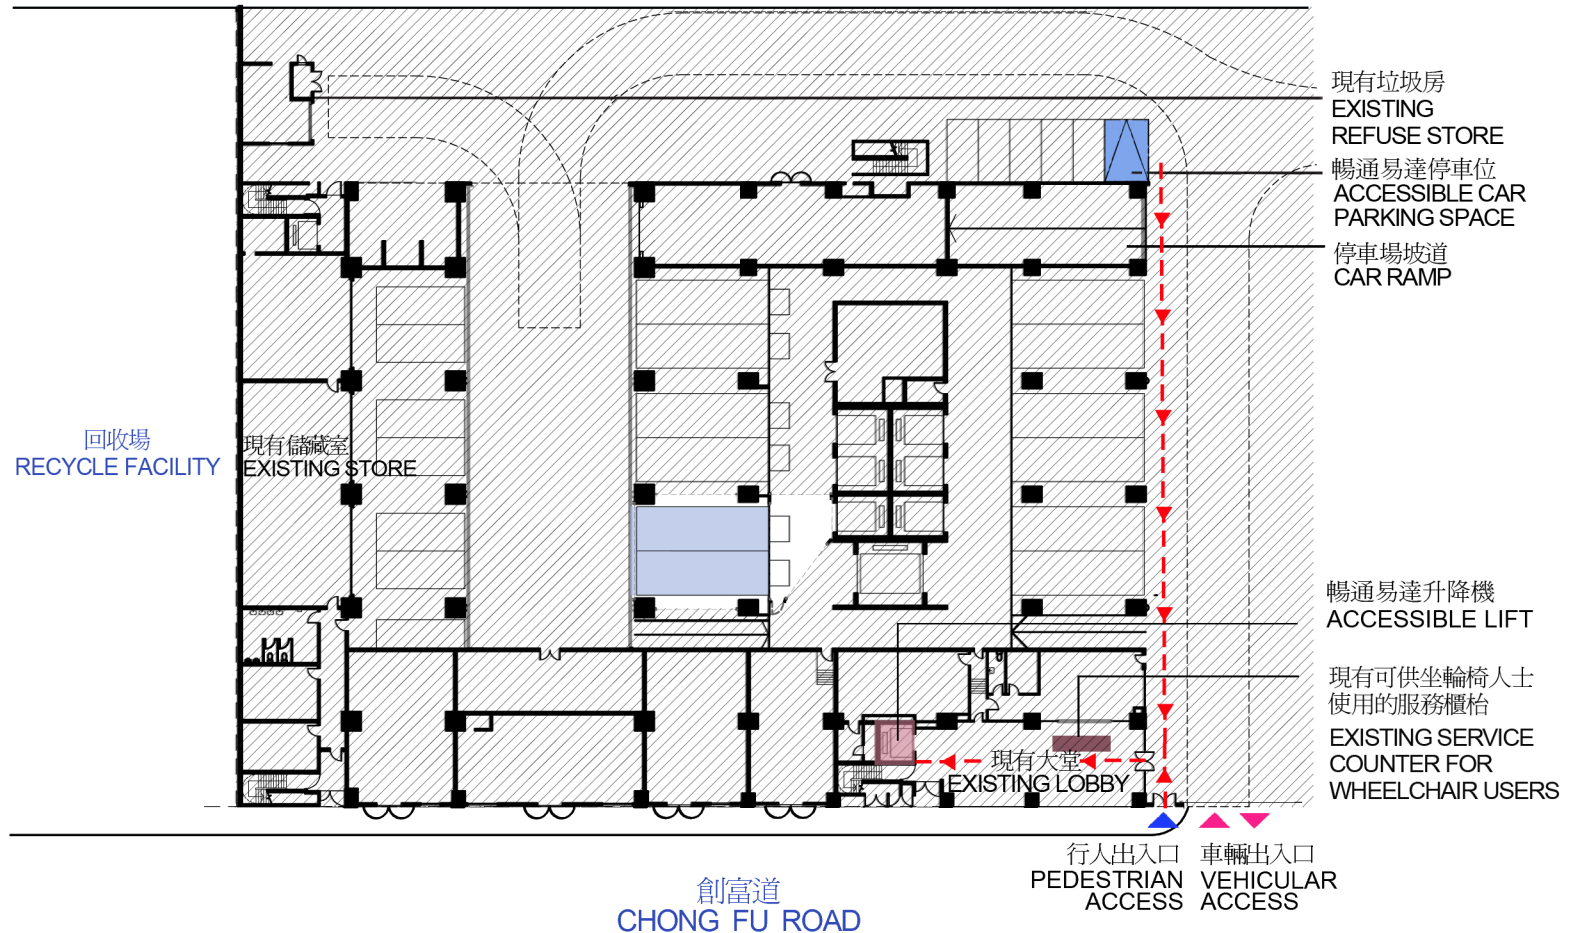 現有垃圾房
EXISTING
REFUSE STORE
暢通易達停車位
ACCESSIBLE CAR
PARKING SPACE
停車場坡道
CAR RAMP
回收場
RECYCLE FACILITY
現有儲藏室
EXISTING STORE
暢通易達升降機
ACCESSIBLE LIFT
現有可供坐輪椅人士
使用的服務櫃枱
EXISTING SERVICE
COUNTER FOR
WHEELCHAIR USERS
現有大堂
EXISTING LOBBY
行人出入口
PEDESTRIAN
ACCESS
車輛出入口
VEHICULAR
ACCESS
創富道
CHONG FU ROAD